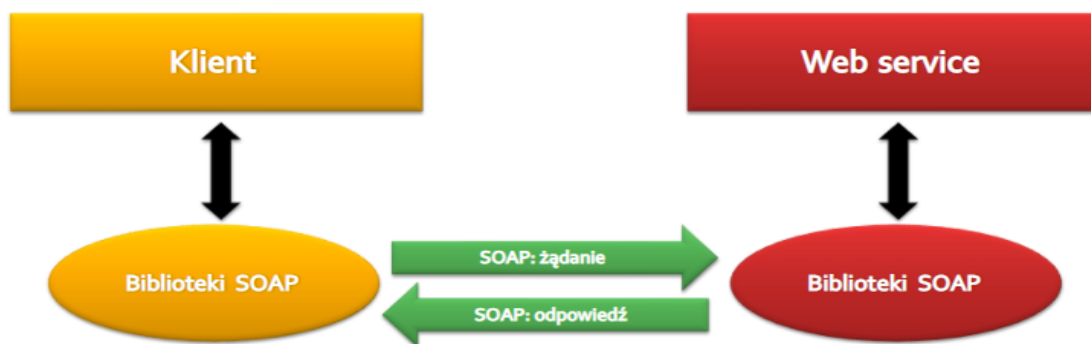 Klient
Web service
SOAP: żądanie
Biblioteki SOAP
Biblioteki SOAP
SOAP: odpowiedź